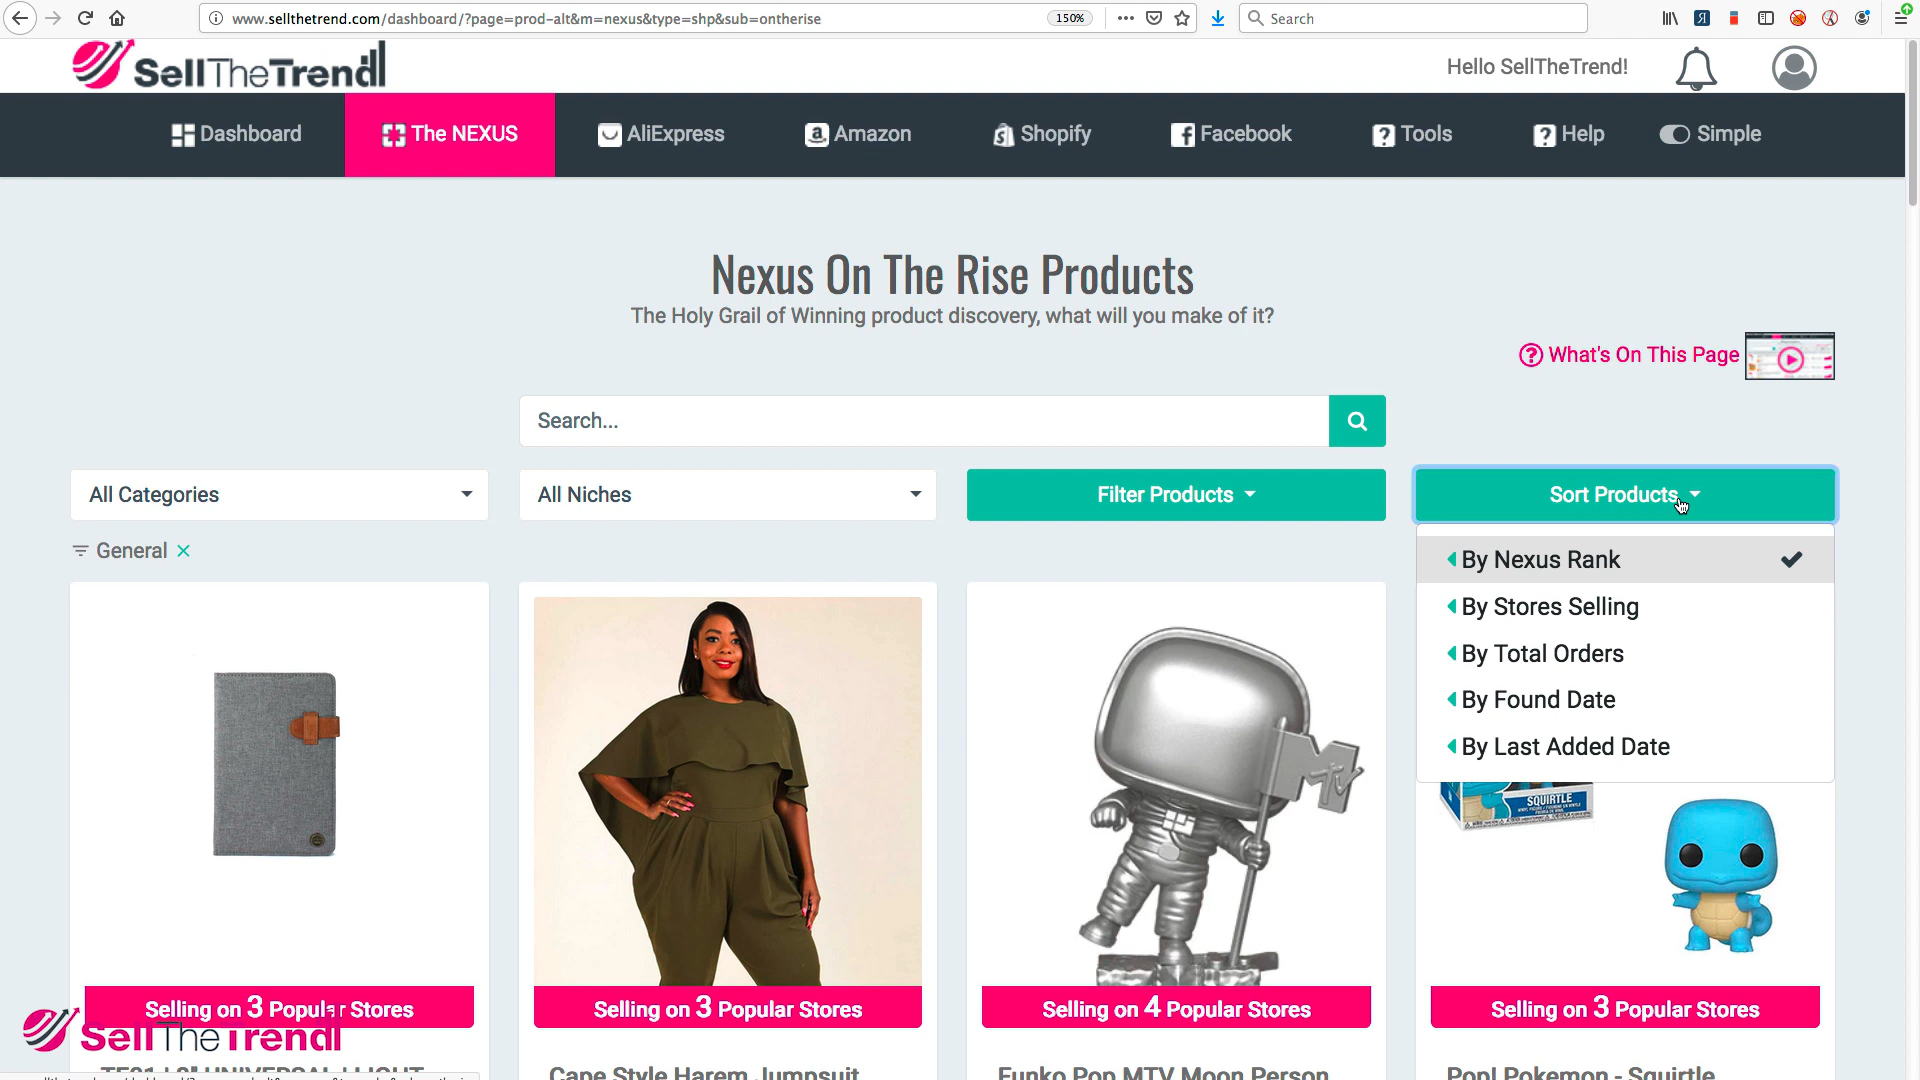 www.sellthetrend.com/dashboard/?page=prod-alt&m=nexus&type=shp&sub=ontherise
150%
Search
SellTheTrend
Hello SellTheTrend!
Dashboard
The NEXUS
AliExpress
Amazon
Shopify
Facebook
Tools
Help
Simple
Nexus On The Rise Products
The Holy Grail of Winning product discovery, what will you make of it?
What's On This Page
Search...
All Categories
All Niches
Filter Products
Sort Products
General
By Nexus Rank
By Stores Selling
By Total Orders
By Found Date
By Last Added Date
MTV
SQUIRTLE
Selling on 3 Popular Stores
Selling on 3 Popular Stores
Selling on 4 Popular Stores
Selling on 3 Popular Stores
SellTheTrend
Cape Style Harem Jumpsuit
Funko Pop MTV Moon Person
Pop! Pokemon - Squirtle